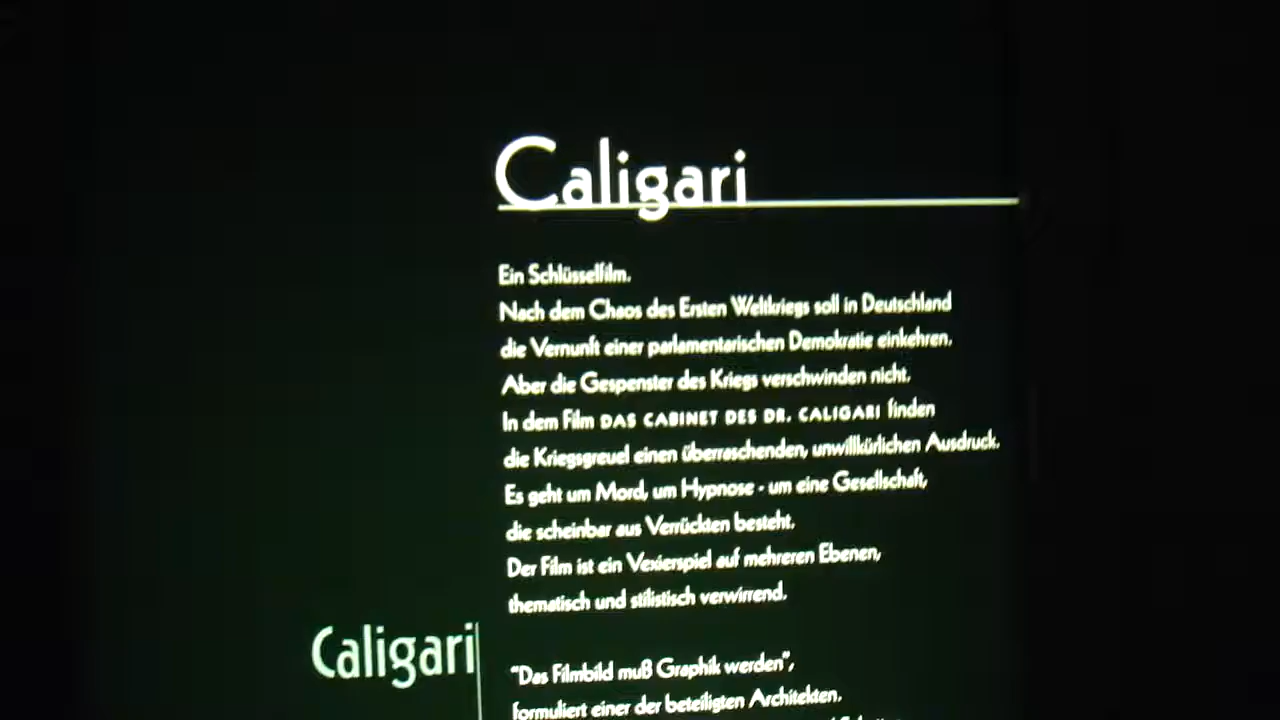 Caligari
Ein Schlüsselfilm.
Nach dem Chaos des Ersten Weltkriegs soll in Deutschland
die Vernunft einer parlamentarischen Demokratie einkehren.
Aber die Gespenster des Kriegs verschwinden nicht.
In dem Film DAS CABINET DES DR. CALIGARI finden
die Kriegsgreuel einen überraschenden, unwillkürlichen Ausdruck.
Es geht um Mord, um Hypnose - um eine Gesellschaft,
die scheinbar aus Verrückten besteht.
Der Film ist ein Vexierspiel auf mehreren Ebenen,
thematisch und stilistisch verwirrend.
Caligari
"Das Filmbild muß Graphik werden",
formuliert einer der beteiligten Architekten.